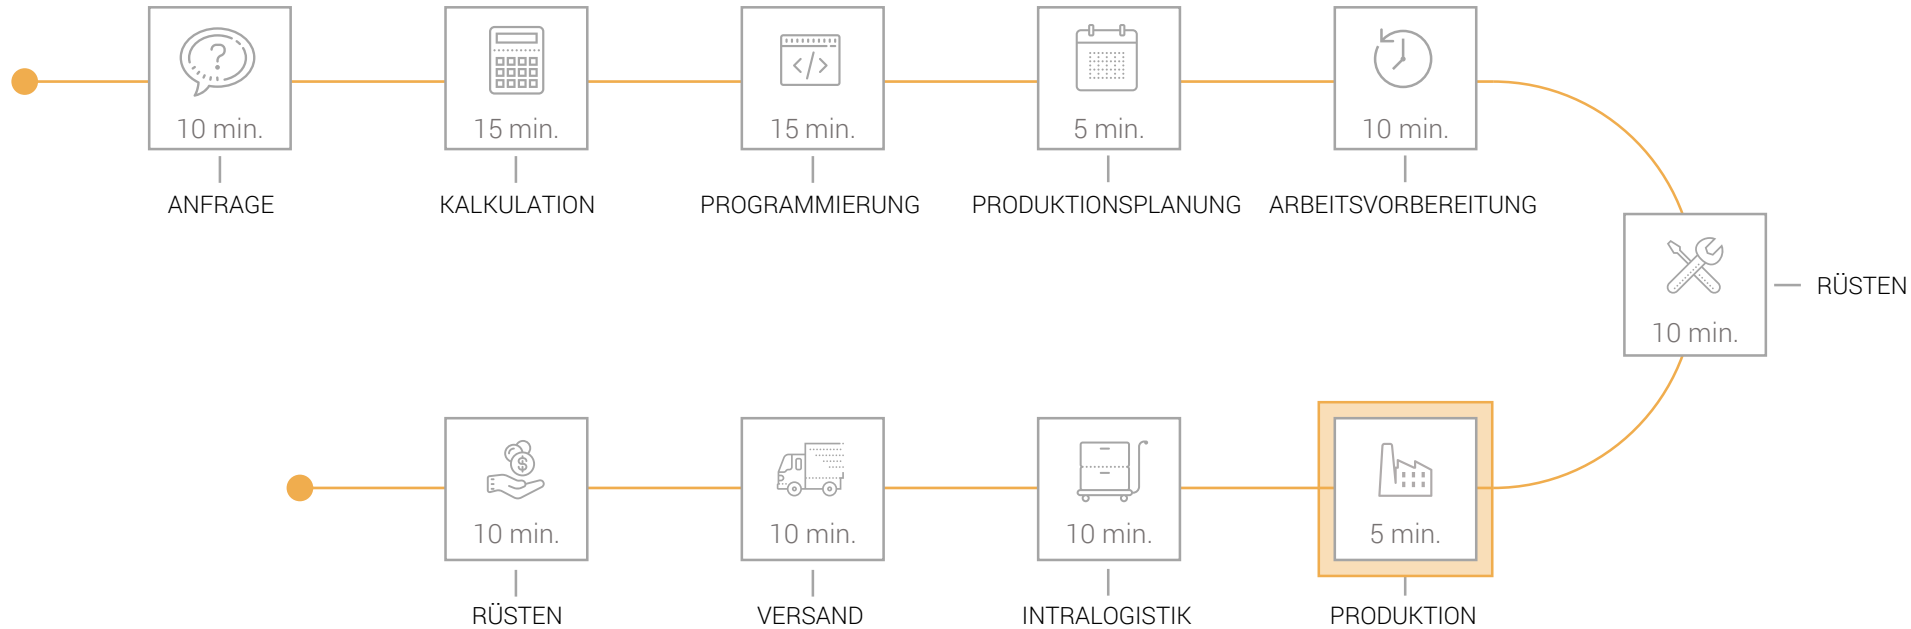 ?
10 min.
ANFRAGE
15 min.
KALKULATION
</>
15 min.
PROGRAMMIERUNG
5 min.
PRODUKTIONSPLANUNG
10 min.
ARBEITSVORBEREITUNG
10 min.
RÜSTEN
5 min.
PRODUKTION
10 min.
INTRALOGISTIK
10 min.
VERSAND
$
10 min.
RÜSTEN